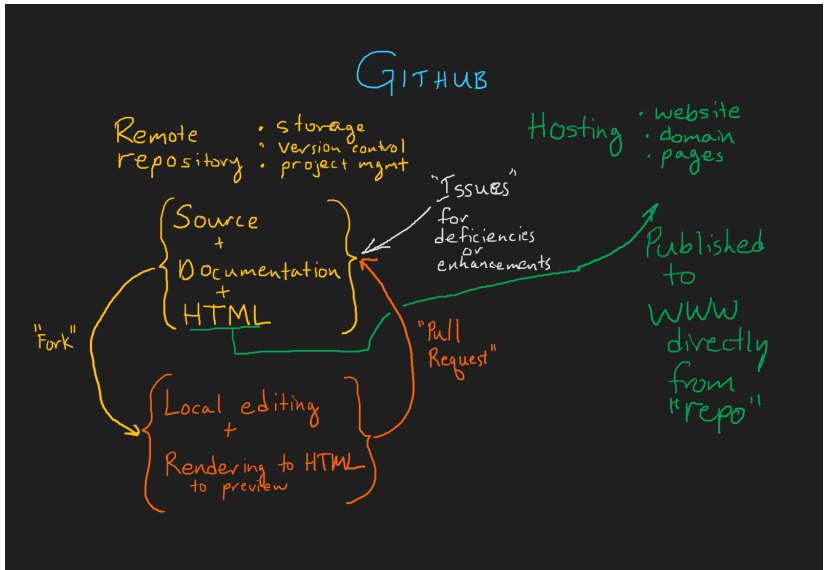 GITHUB
Remote
repository
• storage
• version control
• project mgmt
Hosting
• website
• domain
• pages
"Issues"
for
deficiencies
or
enhancements
Source
+
Documentation
+
HTML
"Fork"
"Pull
Request"
Local editing
+
Rendering to HTML
to preview
Published
to
WWW
directly
from
"repo"